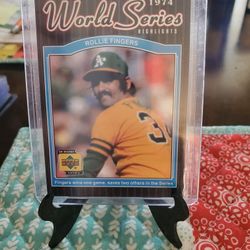 1974
World Series
HIGHLIGHTS
ROLLIE FINGERS
A's
34
UPPER DECK
Fingers wins one game, saves two others in the Series